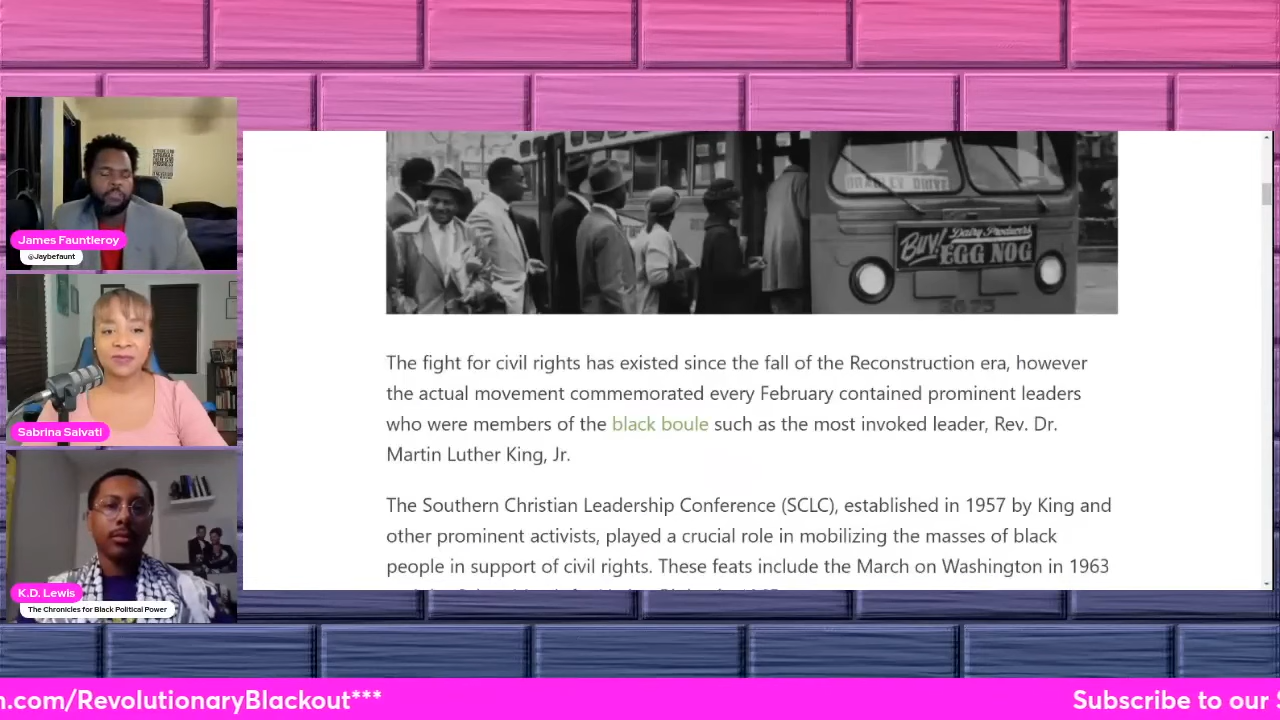 James Fauntleroy
@Jaybefaunt
Sabrina Salvati
K.D. Lewis
The Chronicles for Black Political Power
Buy! Dairy Producers
EGG NOG
The fight for civil rights has existed since the fall of the Reconstruction era, however
the actual movement commemorated every February contained prominent leaders
who were members of the black boule such as the most invoked leader, Rev. Dr.
Martin Luther King, Jr.
The Southern Christian Leadership Conference (SCLC), established in 1957 by King and
other prominent activists, played a crucial role in mobilizing the masses of black
people in support of civil rights. These feats include the March on Washington in 1963
n.com/RevolutionaryBlackout***
Subscribe to our S